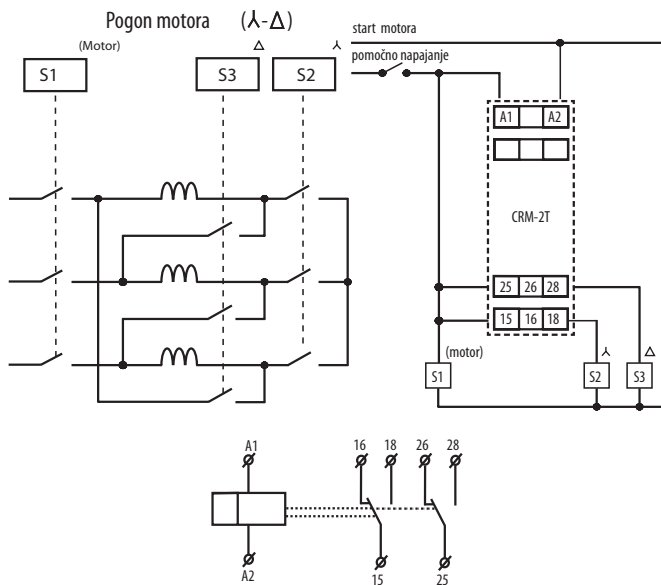 Pogon motora (⅄-Δ)
(Motor)
S1
Δ
S3
⅄
S2
start motora
pomočno napajanje
A1 A2
CRM-2T
25 26 28
15 16 18
(motor)
S1
⅄
S2
Δ
S3
A1
A2
16 18 26 28
15 25